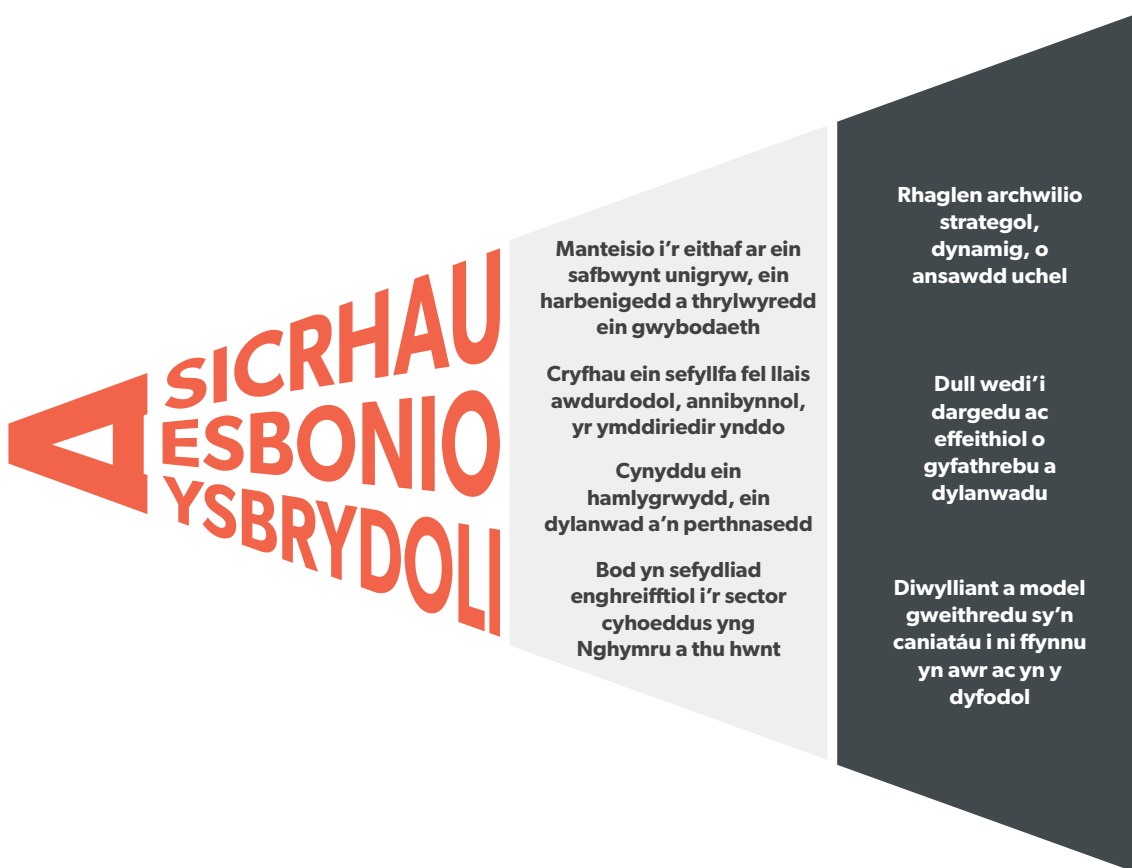 A
SICRHAU
ESBONIO
YSBRYDOLI
Manteisio i’r eithaf ar ein
safbwynt unigryw, ein
harbenigedd a thrylwyredd
ein gwybodaeth
Cryfhau ein sefyllfa fel llais
awdurdodol, annibynnol,
yr ymddiriedir ynddo
Cynyddu ein
hamlygrwydd, ein
dylanwad a’n perthnasedd
Bod yn sefydliad
enghreifftiol i’r sector
cyhoeddus yng
Nghymru a thu hwnt
Rhaglen archwilio
strategol,
dynamig, o
ansawdd uchel
Dull wedi’i
dargedu ac
effeithiol o
gyfathrebu a
dylanwadu
Diwylliant a model
gweithredu sy’n
caniatáu i ni ffynnu
yn awr ac yn y
dyfodol